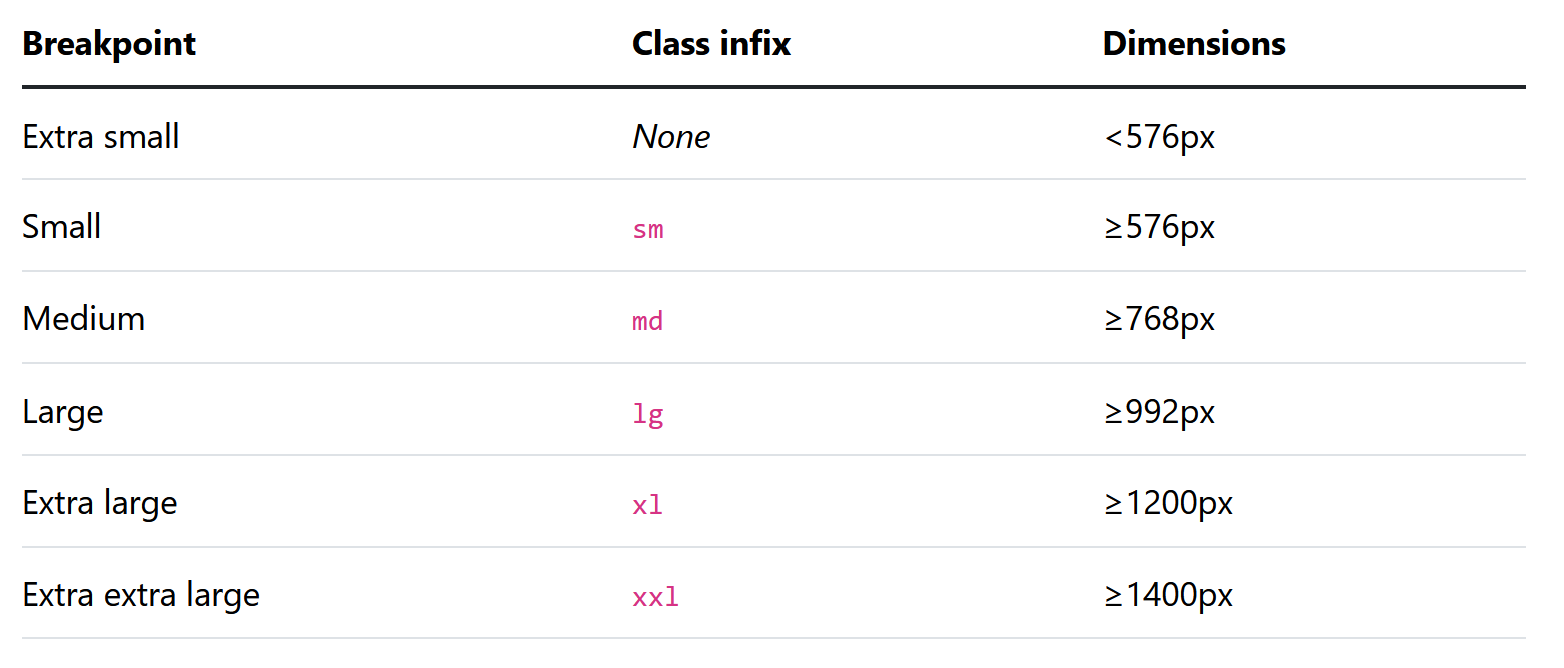 Breakpoint Class infix Dimensions
Extra small None <576px
Small sm ≥576px
Medium md ≥768px
Large lg ≥992px
Extra large xl ≥1200px
Extra extra large xxl ≥1400px